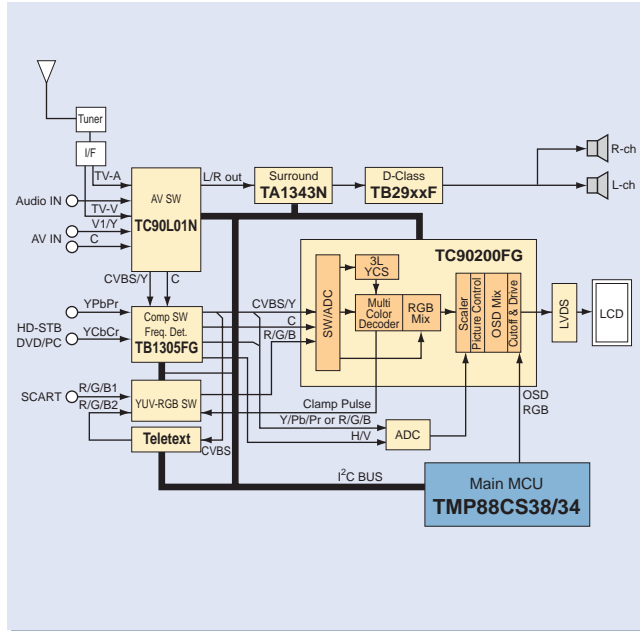 Tuner
I/F
TV-A
Audio IN
TV-V
V1/Y
AV IN
C
AV SW
TC90L01N
L/R out
Surround
TA1343N
D-Class
TB29xxF
R-ch
L-ch
CVBS/Y
C
YPbPr
HD-STB
YCbCr
DVD/PC
Comp SW
Freq. Det.
TB1305FG
CVBS/Y
C
R/G/B
TC90200FG
SW/ADC
3L
YCS
Multi
Color
Decoder
RGB
Mix
Scaler
Picture Control
OSD Mix
Cutoff & Drive
LVDS
LCD
SCART
R/G/B1
R/G/B2
YUV-RGB SW
Teletext
CVBS
Clamp Pulse
Y/Pb/Pr or R/G/B
H/V
ADC
OSD
RGB
I²C BUS
Main MCU
TMP88CS38/34